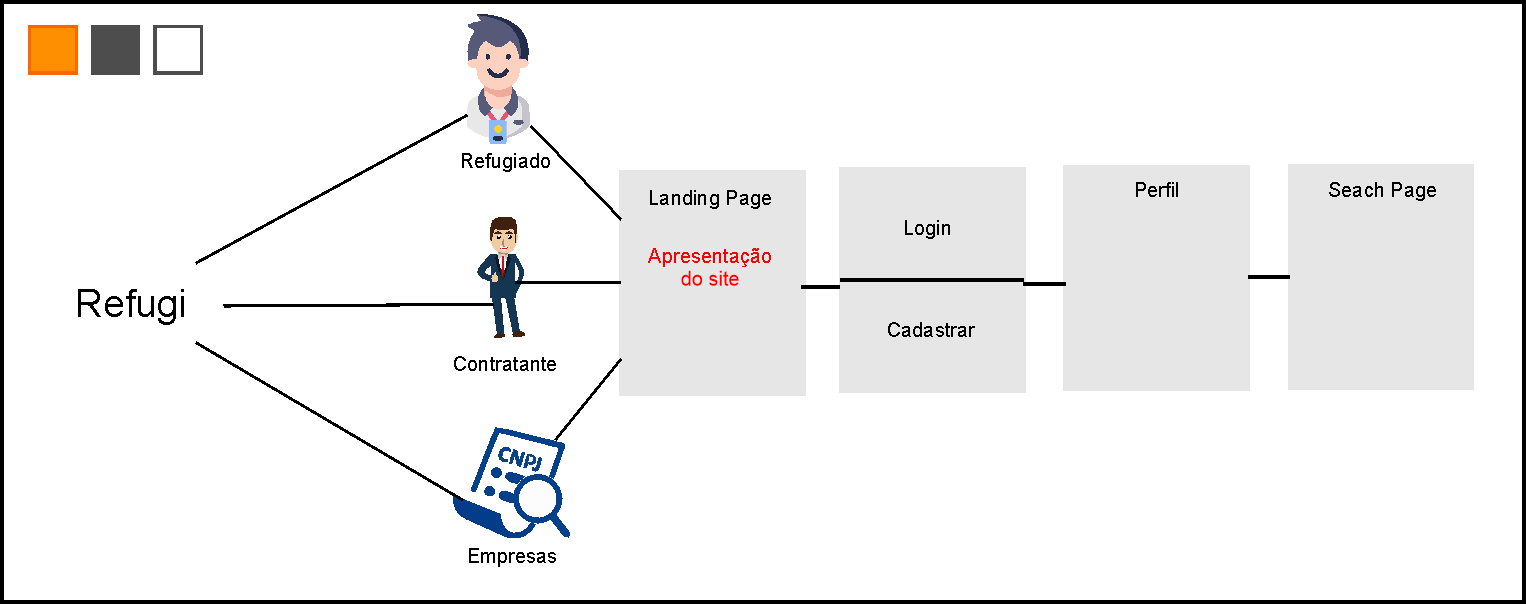 Refugi
Refugiado
Contratante
CNPJ
Empresas
Landing Page
Apresentação
do site
Login
Cadastrar
Perfil
Seach Page